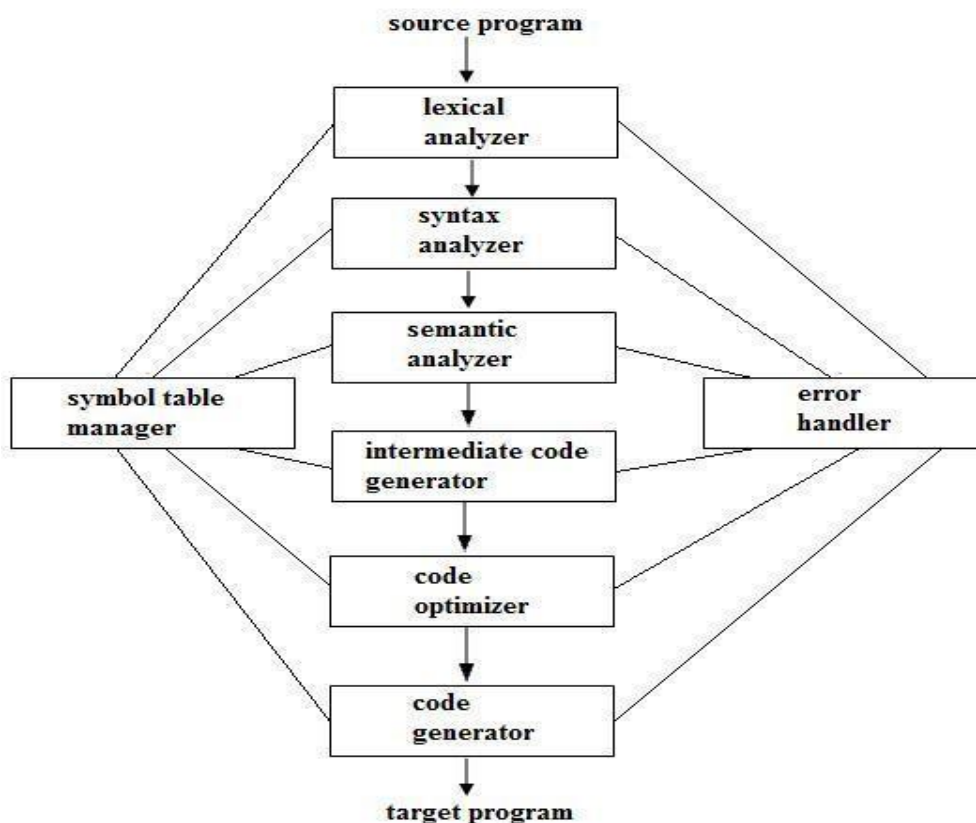 source program
lexical
analyzer
syntax
analyzer
semantic
analyzer
symbol table
manager
error
handler
intermediate code
generator
code
optimizer
code
generator
target program